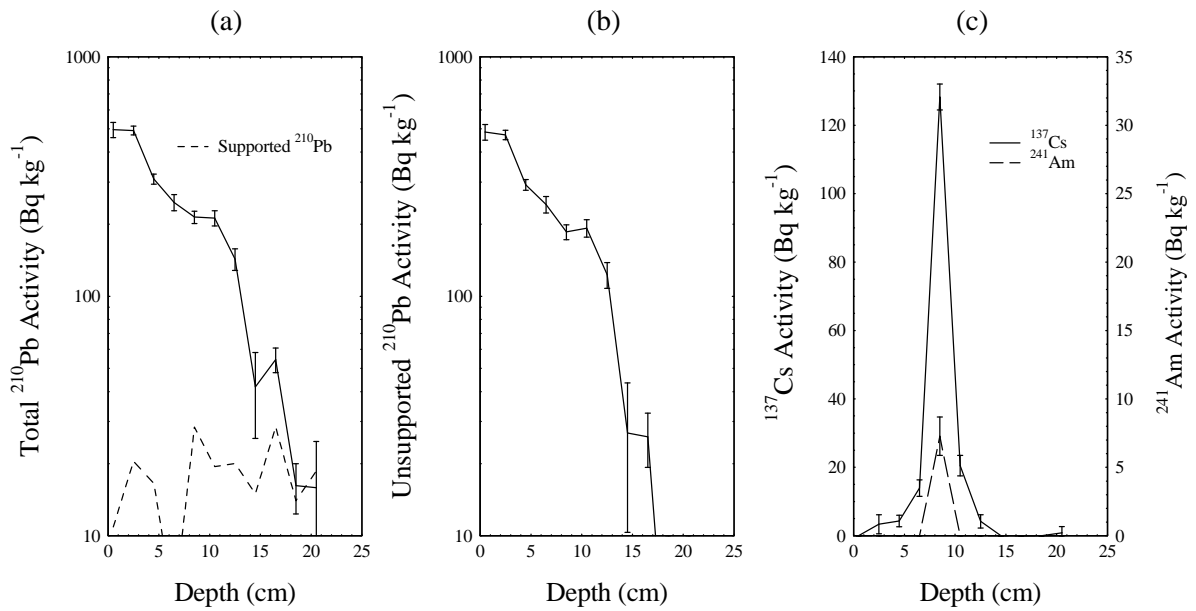 (a)
1000
100
10
Total ²¹⁰Pb Activity (Bq kg⁻¹)
Supported ²¹⁰Pb
0 5 10 15 20 25
Depth (cm)
(b)
1000
100
10
Unsupported ²¹⁰Pb Activity (Bq kg⁻¹)
0 5 10 15 20 25
Depth (cm)
(c)
140
120
100
80
60
40
20
0
¹³⁷Cs Activity (Bq kg⁻¹)
¹³⁷Cs
²⁴¹Am
35
30
25
20
15
10
5
0
²⁴¹Am Activity (Bq kg⁻¹)
0 5 10 15 20 25
Depth (cm)